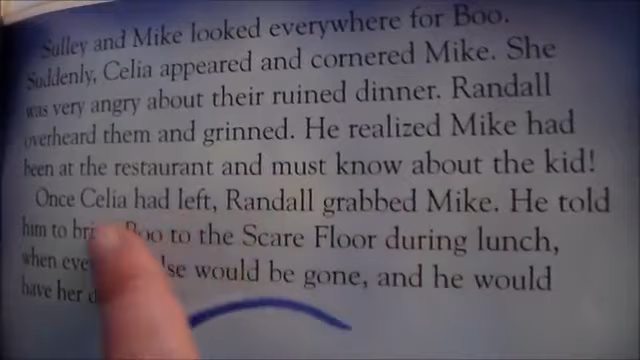 Sulley and Mike looked everywhere for Boo.
Suddenly, Celia appeared and cornered Mike. She
was very angry about their ruined dinner. Randall
overheard them and grinned. He realized Mike had
been at the restaurant and must know about the kid!
Once Celia had left, Randall grabbed Mike. He told
him to Boo to the Scare Floor during lunch,
when would be gone, and he would
have her